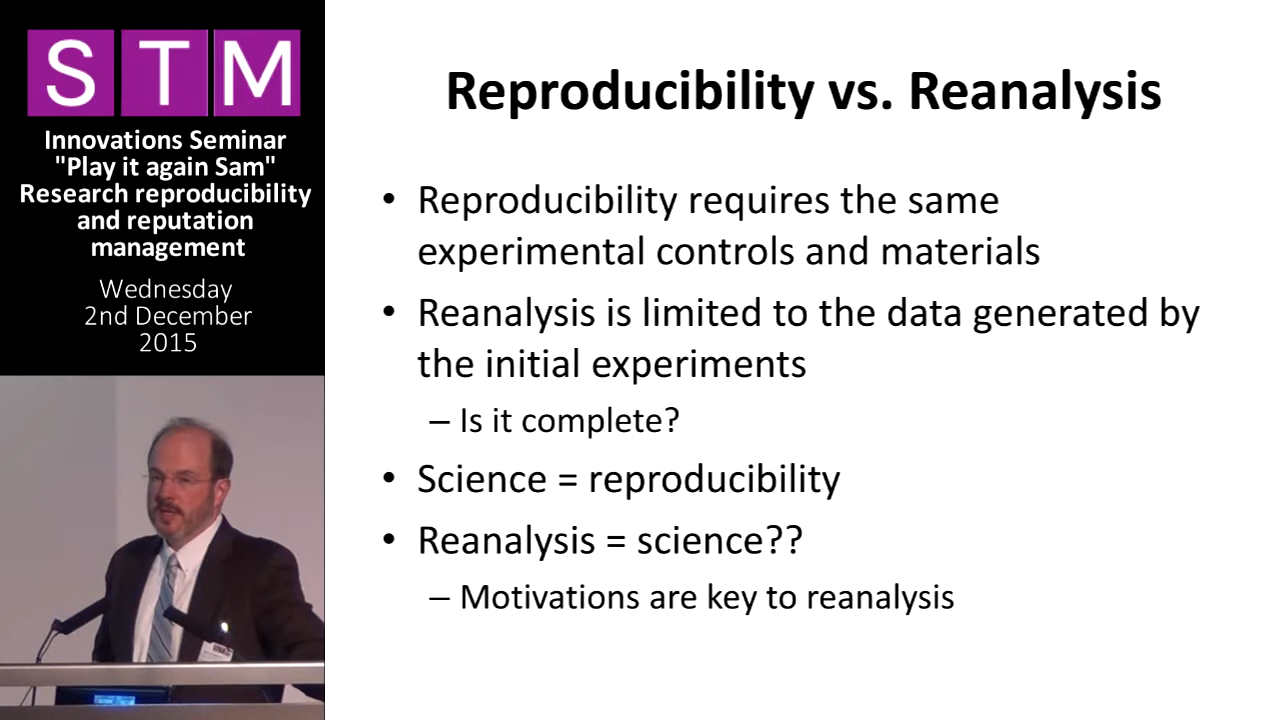 STM
Innovations Seminar
"Play it again Sam"
Research reproducibility
and reputation
management
Wednesday
2nd December
2015
Reproducibility vs. Reanalysis
• Reproducibility requires the same
experimental controls and materials
• Reanalysis is limited to the data generated by
the initial experiments
– Is it complete?
• Science = reproducibility
• Reanalysis = science??
– Motivations are key to reanalysis